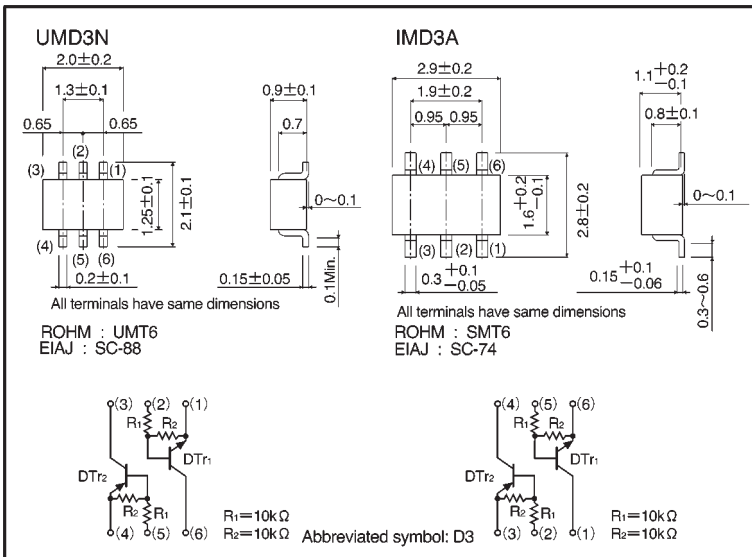 UMD3N
2.0±0.2
1.3±0.1
0.65
0.65
(2)
(3)
(1)
(4)
(5)
(6)
1.25±0.1
2.1±0.1
0.2±0.1
0.9±0.1
0.7
0~0.1
0.15±0.05
0.1Min.
All terminals have same dimensions
ROHM : UMT6
EIAJ : SC-88
IMD3A
2.9±0.2
1.9±0.2
0.95
0.95
(4)
(5)
(6)
(3)
(2)
(1)
1.6 +0.2 −0.1
2.8±0.2
0.3 +0.1 −0.05
1.1 +0.2 −0.1
0.8±0.1
0~0.1
0.15 +0.1 −0.06
0.3~0.6
All terminals have same dimensions
ROHM : SMT6
EIAJ : SC-74
(3) (2) (1)
R1
R2
DTr1
DTr2
R2
R1
(4) (5) (6)
R1=10kΩ
R2=10kΩ
Abbreviated symbol: D3
(4) (5) (6)
R1
R2
DTr1
DTr2
R2
R1
(3) (2) (1)
R1=10kΩ
R2=10kΩ